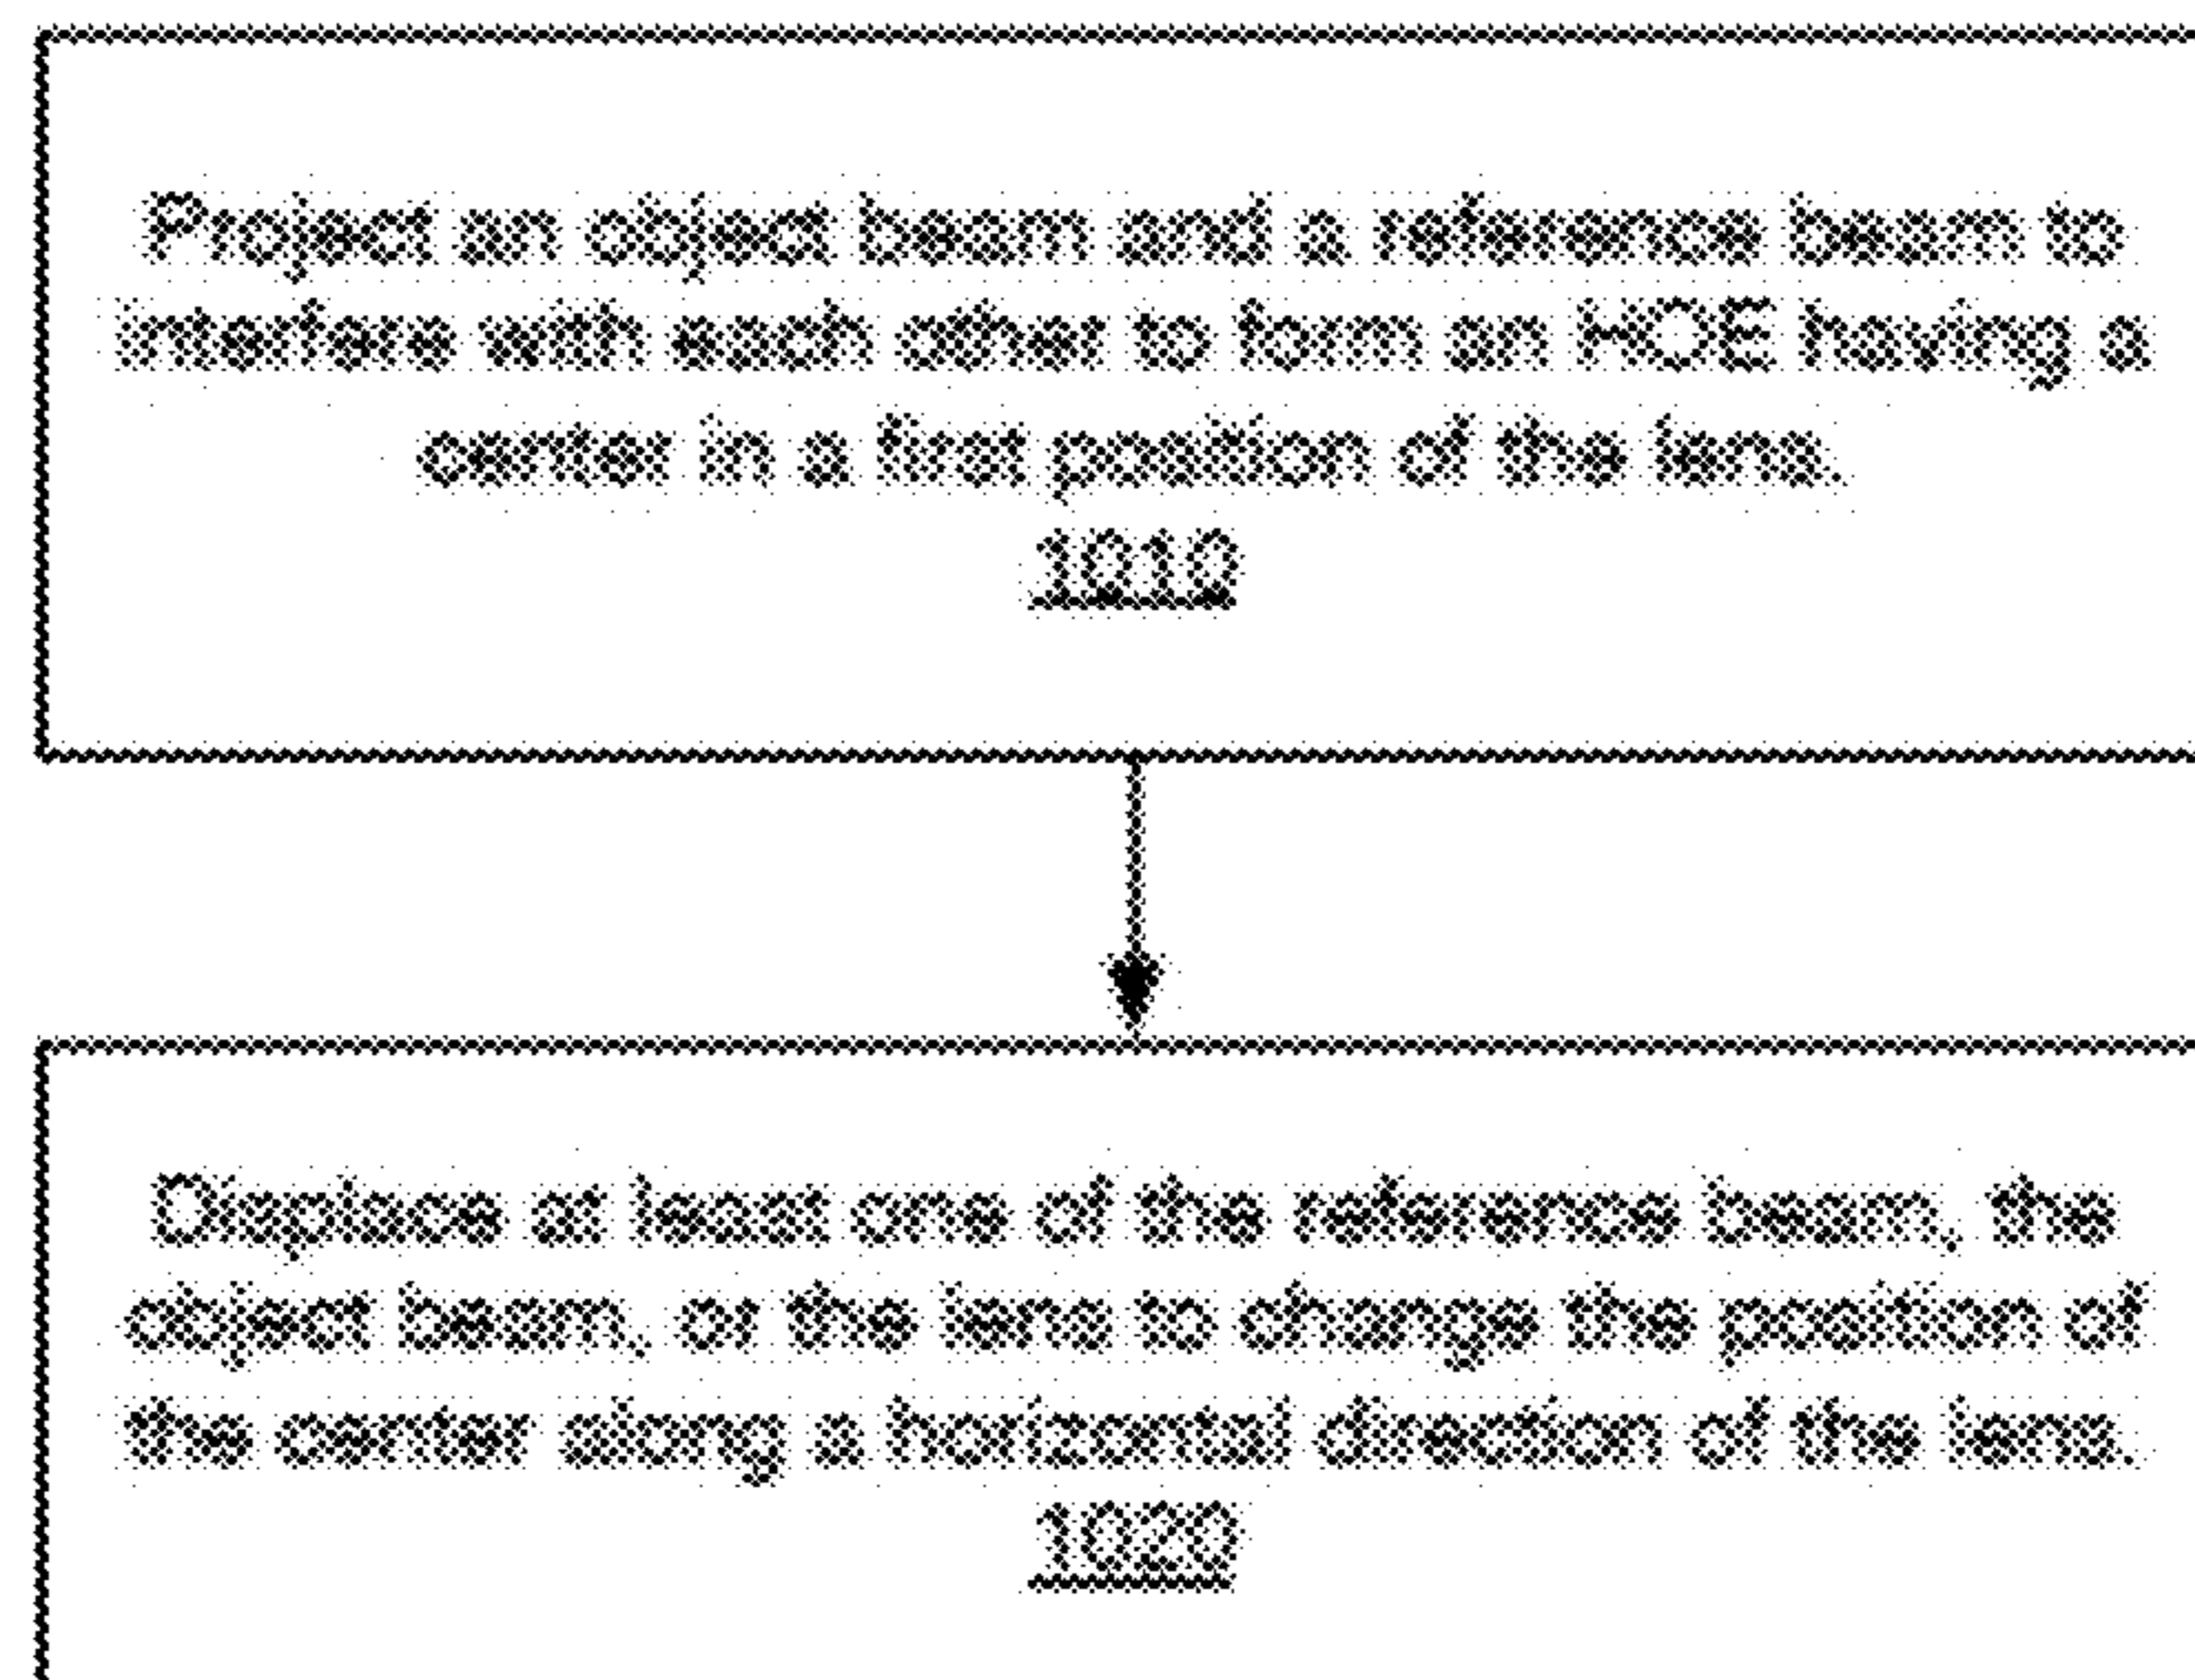 Project an object beam and a reference beam to
interfere with each other to form an HOE having a
center in a first position of the lens.
1010
Displace at least one of the reference beam, the
object beam, or the lens to change the position of
the center along a horizontal direction of the lens.
1020